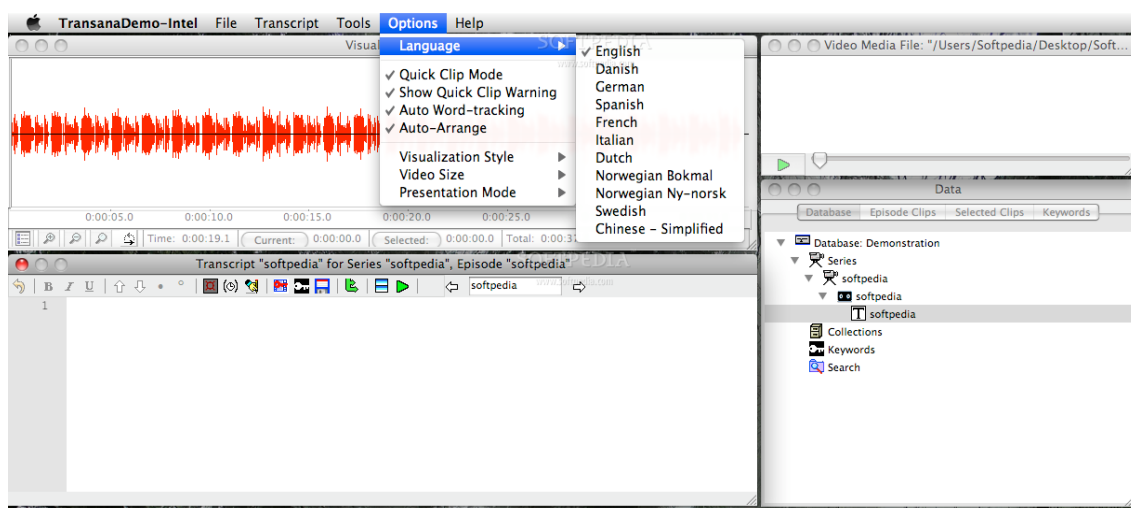 TransanaDemo-Intel File Transcript Tools Options Help
Visual
Language
Quick Clip Mode
Show Quick Clip Warning
Auto Word-tracking
Auto-Arrange
Visualization Style
Video Size
Presentation Mode
English
Danish
German
Spanish
French
Italian
Dutch
Norwegian Bokmal
Norwegian Ny-norsk
Swedish
Chinese - Simplified
0:00:05.0 0:00:10.0 0:00:15.0 0:00:20.0 0:00:25.0
Time: 0:00:19.1 Current: 0:00:00.0 Selected: 0:00:00.0 Total:
Video Media File: "/Users/Softpedia/Desktop/Soft...
Transcript "softpedia" for Series "softpedia", Episode "softpedia"
B I U softpedia
1
Data
Database Episode Clips Selected Clips Keywords
Database: Demonstration
Series
softpedia
softpedia
T softpedia
Collections
Keywords
Search